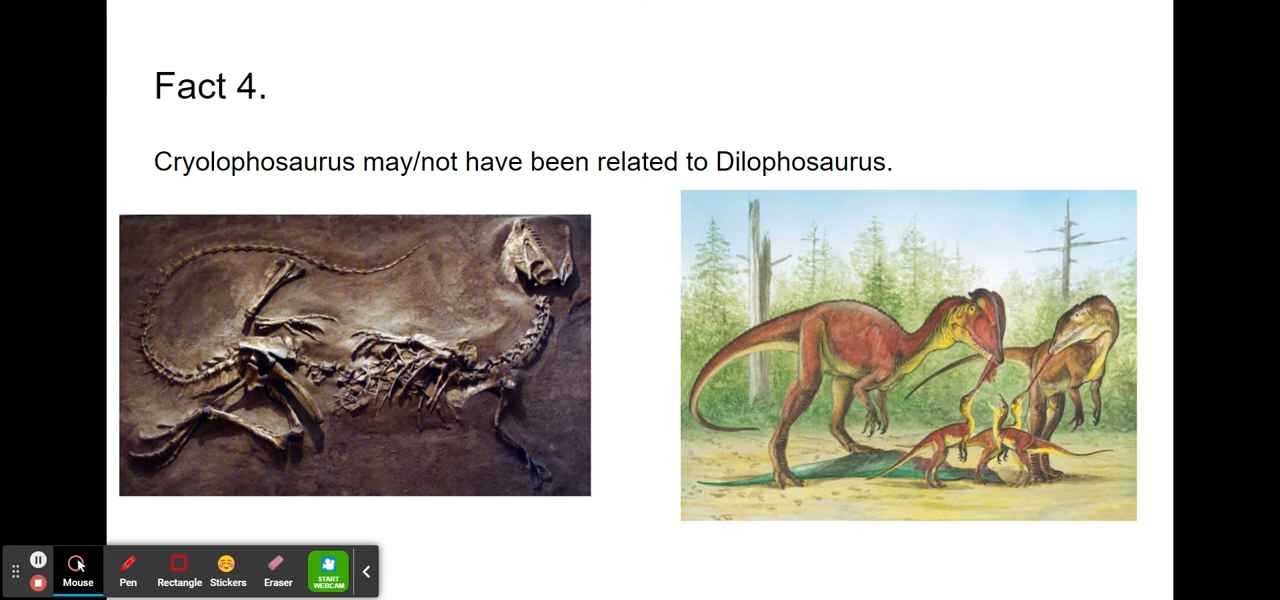 Fact 4.
Cryolophosaurus may/not have been related to Dilophosaurus.
Mouse
Pen
Rectangle
Stickers
Eraser
START
WEBCAM